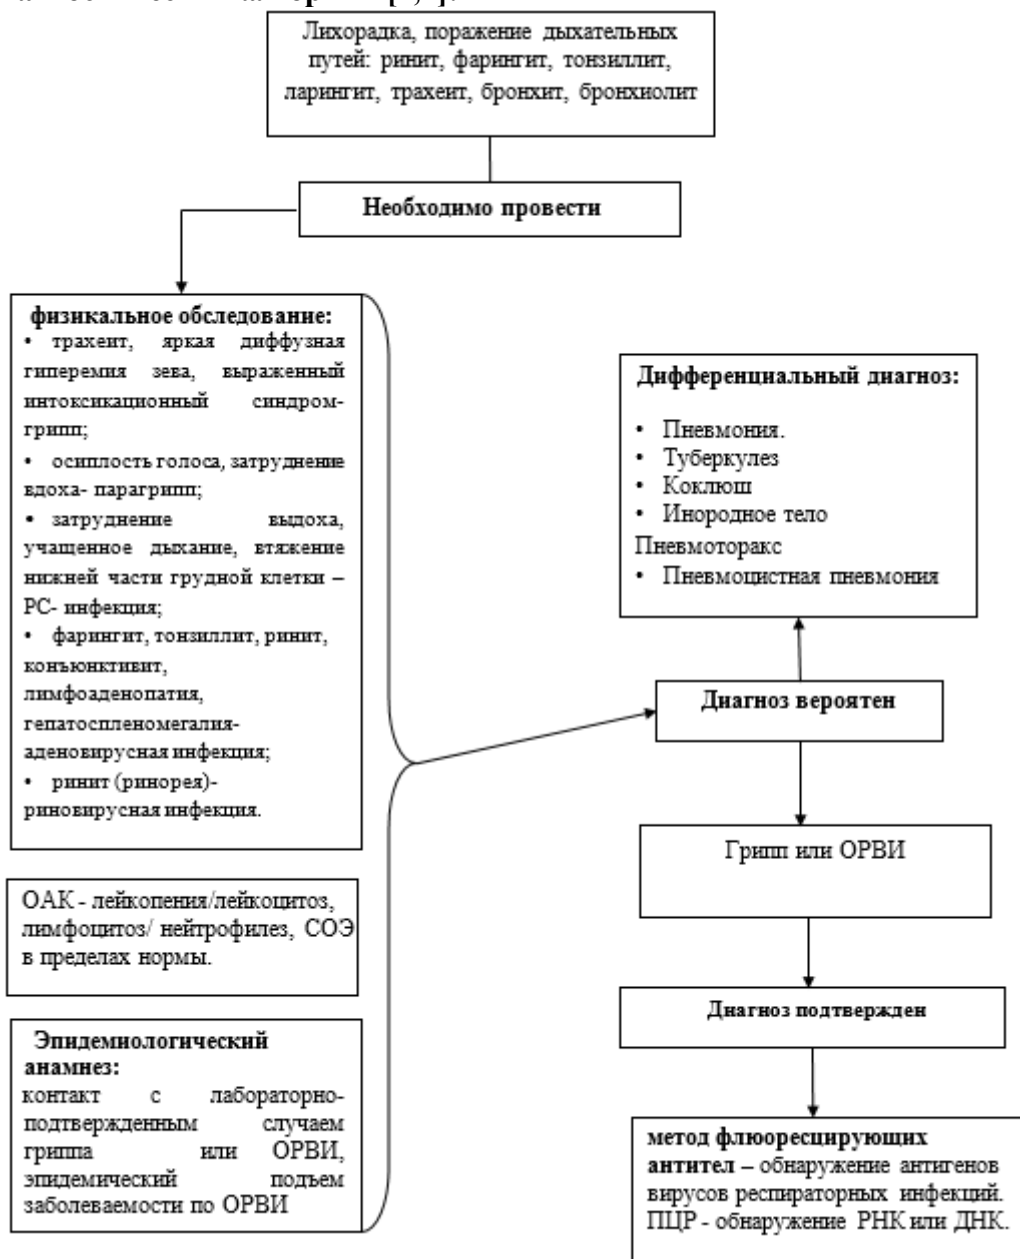 Лихорадка, поражение дыхательных
путей: ринит, фарингит, тонзиллит,
ларингит, трахеит, бронхит, бронхиолит
Необходимо провести
физикальное обследование:
• трахеит, яркая диффузная
гиперемия зева, выраженный
интоксикационный синдром-
грипп;
• осиплость голоса, затруднение
вдоха- парагрипп;
• затруднение выдоха,
учащенное дыхание, втяжение
нижней части грудной клетки –
РС- инфекция;
• фарингит, тонзиллит, ринит,
конъюнктивит,
лимфоаденопатия,
гепатоспленомегалия-
аденовирусная инфекция;
• ринит (ринорея)-
риновирусная инфекция.
ОАК - лейкопения/лейкоцитоз,
лимфоцитоз/ нейтрофилез, СОЭ
в пределах нормы.
Эпидемиологический
анамнез:
контакт с лабораторно-
подтвержденным случаем
гриппа или ОРВИ,
эпидемический подъем
заболеваемости по ОРВИ
Дифференциальный диагноз:
• Пневмония.
• Туберкулез
• Коклюш
• Инородное тело
Пневмоторакс
• Пневмоцистная пневмония
Диагноз вероятен
Грипп или ОРВИ
Диагноз подтвержден
метод флюоресцирующих
антител – обнаружение антигенов
вирусов респираторных инфекций.
ПЦР - обнаружение РНК или ДНК.